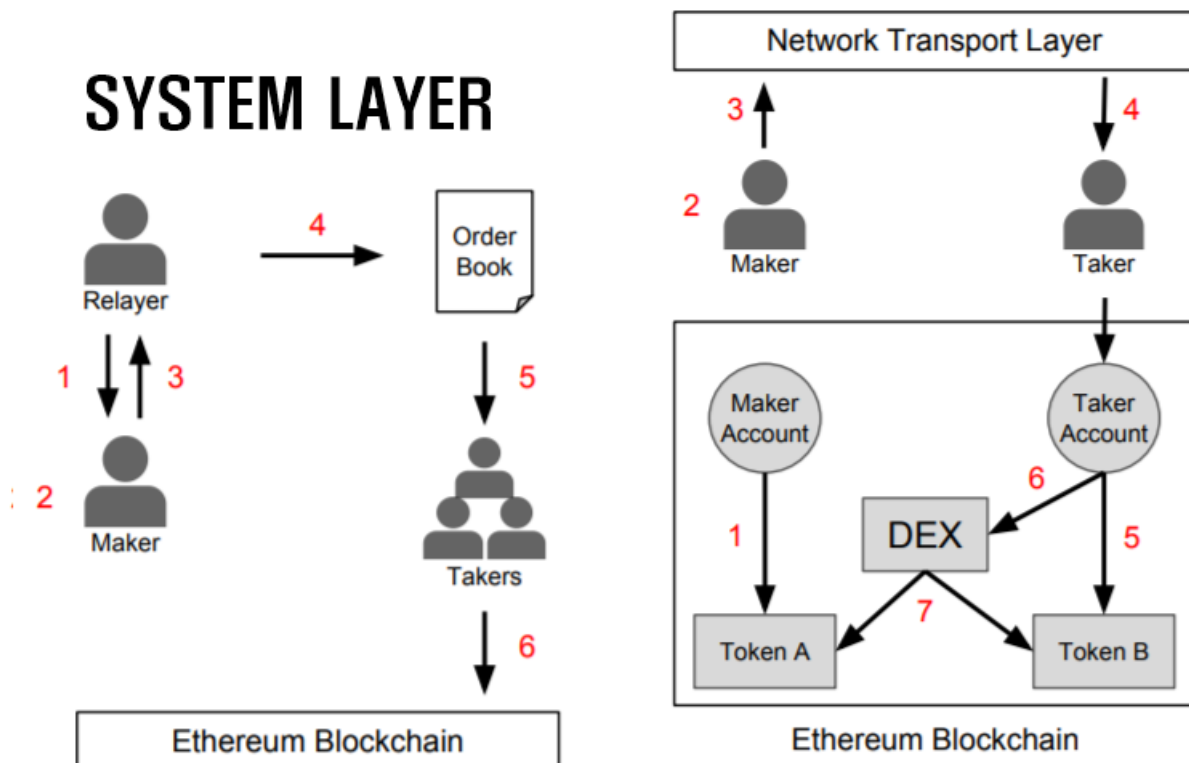 SYSTEM LAYER
4
Order
Book
Relayer
1
3
5
2
Maker
Takers
6
Ethereum Blockchain
Network Transport Layer
3
4
2
Maker
Taker
Maker
Account
Taker
Account
6
1
DEX
5
7
Token A
Token B
Ethereum Blockchain